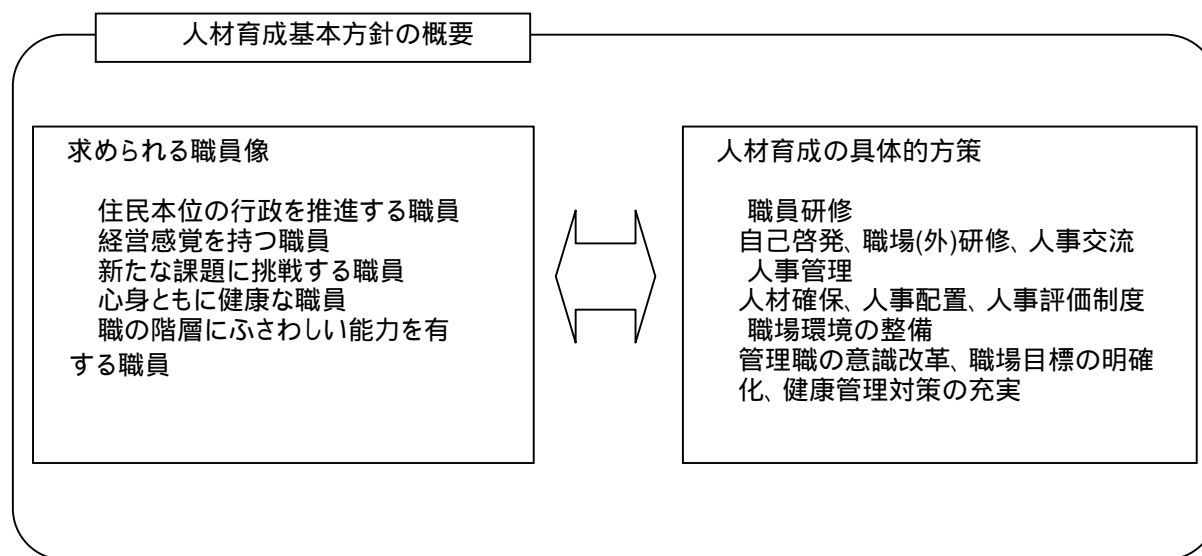 人材育成基本方針の概要
求められる職員像
住民本位の行政を推進する職員
経営感覚を持つ職員
新たな課題に挑戦する職員
心身ともに健康な職員
職の階層にふさわしい能力を有
する職員
人材育成の具体的方策
職員研修
自己啓発、職場(外)研修、人事交流
人事管理
人材確保、人事配置、人事評価制度
職場環境の整備
管理職の意識改革、職場目標の明確
化、健康管理対策の充実